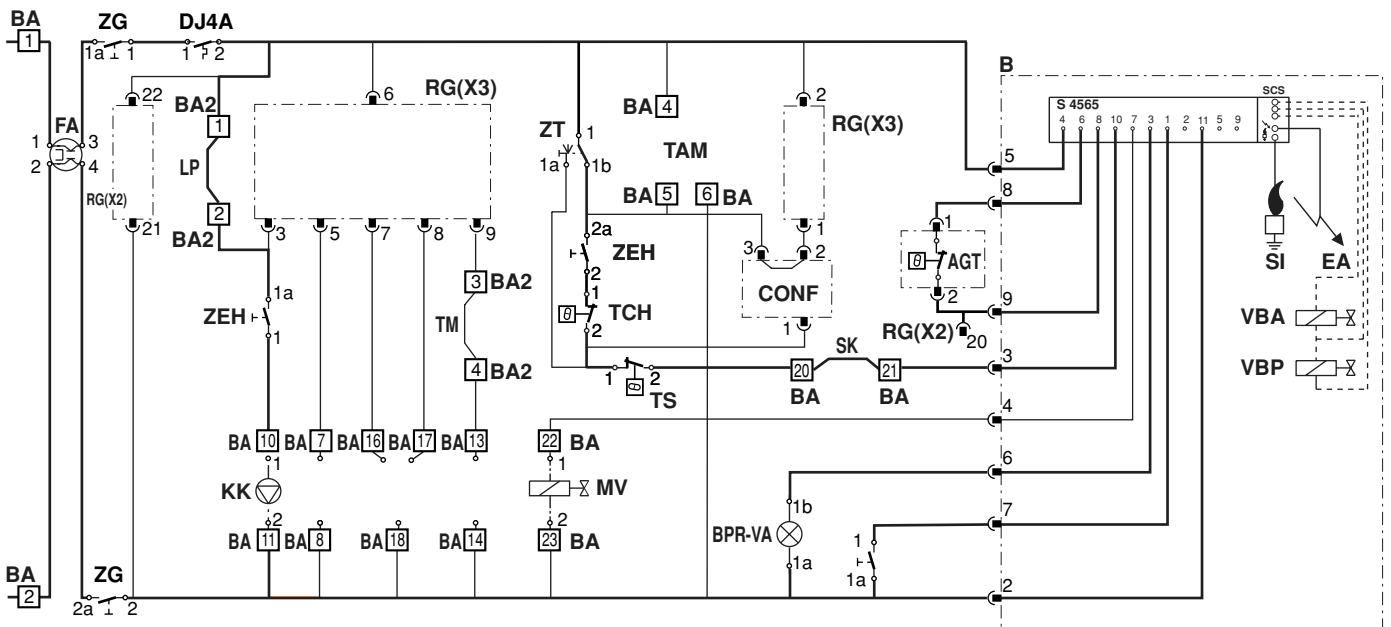 BA
ZG
DJ4A
1
1a
1
1
2
B
22
BA2
6
RG(X3)
BA
4
2
SCS
S 4565
4 6 8 10 7 3 1 2 11 5 9
FA
1
3
2
4
1
ZT
1
RG(X3)
LP
TAM
1a
1b
5
RG(X2)
2
BA
5
6
BA
8
1
21
3
5
7
8
9
1
BA2
2a
3
2
θ
AGT
SI
EA
3
BA2
ZEH
2
CONF
2
1a
1
9
ZEH
TM
θ
TCH
VBA
1
2
1
RG(X2)
20
SK
4
BA2
1
2
20
21
3
VBP
θ
TS
BA
BA
4
BA
10
BA
7
BA
16
BA
17
BA
13
22
BA
1
1
6
KK
MV
1b
7
2
2
BPR-VA
1
BA
11
BA
8
BA
18
BA
14
23
BA
1a
1a
BA
ZG
2
2a
2
2